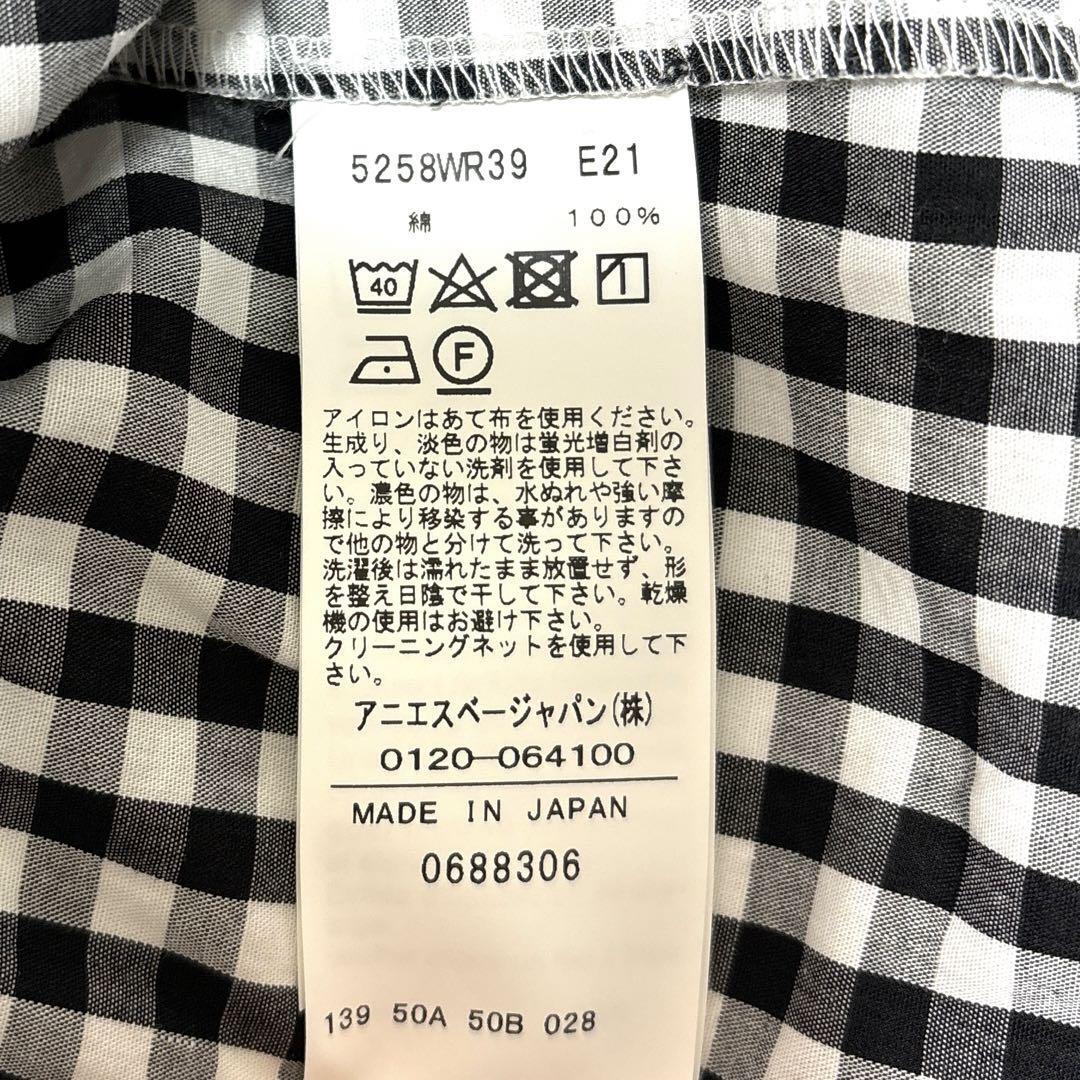 5258WR39 E21
綿 100%
40
F
アイロンはあて布を使用ください。
生成り、淡色の物は蛍光増白剤の
入っていない洗剤を使用して下さ
い。濃色の物は、水ぬれや強い摩
擦により移染する事がありますの
で他の物と分けて洗って下さい。
洗濯後は濡れたまま放置せず、形
を整え日陰で干して下さい。乾燥
機の使用はお避け下さい。
クリーニングネットを使用して下
さい。
アニエスベージャパン(株)
0120-064100
MADE IN JAPAN
0688306
139 50A 50B 028